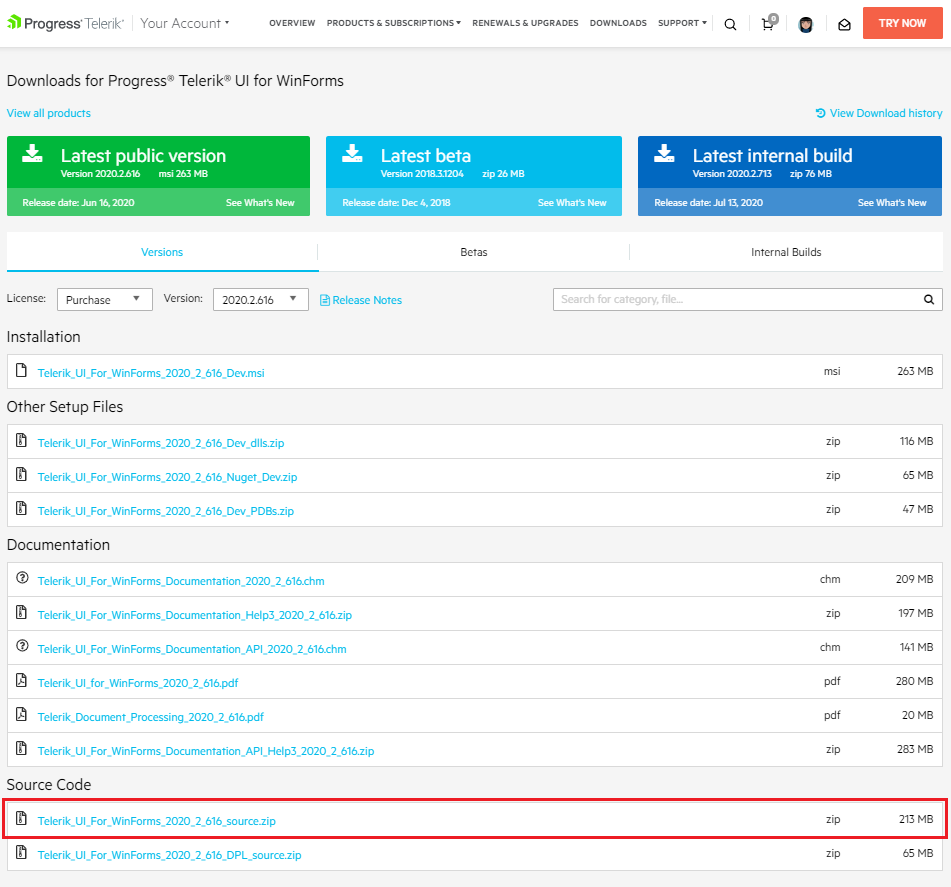 Progress® Telerik® Your Account OVERVIEW PRODUCTS & SUBSCRIPTIONS RENEWALS & UPGRADES DOWNLOADS SUPPORT 0 TRY NOW
Downloads for Progress® Telerik® UI for WinForms
View all products View Download history
Latest public version
Version 2020.2.616 msi 263 MB
Release date: Jun 16, 2020 See What's New
Latest beta
Version 2018.3.1204 zip 26 MB
Release date: Dec 4, 2018 See What's New
Latest internal build
Version 2020.2.713 zip 76 MB
Release date: Jul 13, 2020 See What's New
Versions Betas Internal Builds
License: Purchase Version: 2020.2.616 Release Notes Search for category, file...
Installation
Telerik_UI_For_WinForms_2020_2_616_Dev.msi msi 263 MB
Other Setup Files
Telerik_UI_For_WinForms_2020_2_616_Dev_dlls.zip zip 116 MB
Telerik_UI_For_WinForms_2020_2_616_Nuget_Dev.zip zip 65 MB
Telerik_UI_For_WinForms_2020_2_616_Dev_PDBs.zip zip 47 MB
Documentation
Telerik_UI_For_WinForms_Documentation_2020_2_616.chm chm 209 MB
Telerik_UI_For_WinForms_Documentation_Help3_2020_2_616.zip zip 197 MB
Telerik_UI_For_WinForms_Documentation_API_2020_2_616.chm chm 141 MB
Telerik_UI_for_WinForms_2020_2_616.pdf pdf 280 MB
Telerik_Document_Processing_2020_2_616.pdf pdf 20 MB
Telerik_UI_For_WinForms_Documentation_API_Help3_2020_2_616.zip zip 283 MB
Source Code
Telerik_UI_For_WinForms_2020_2_616_source.zip zip 213 MB
Telerik_UI_For_WinForms_2020_2_616_DPL_source.zip zip 65 MB